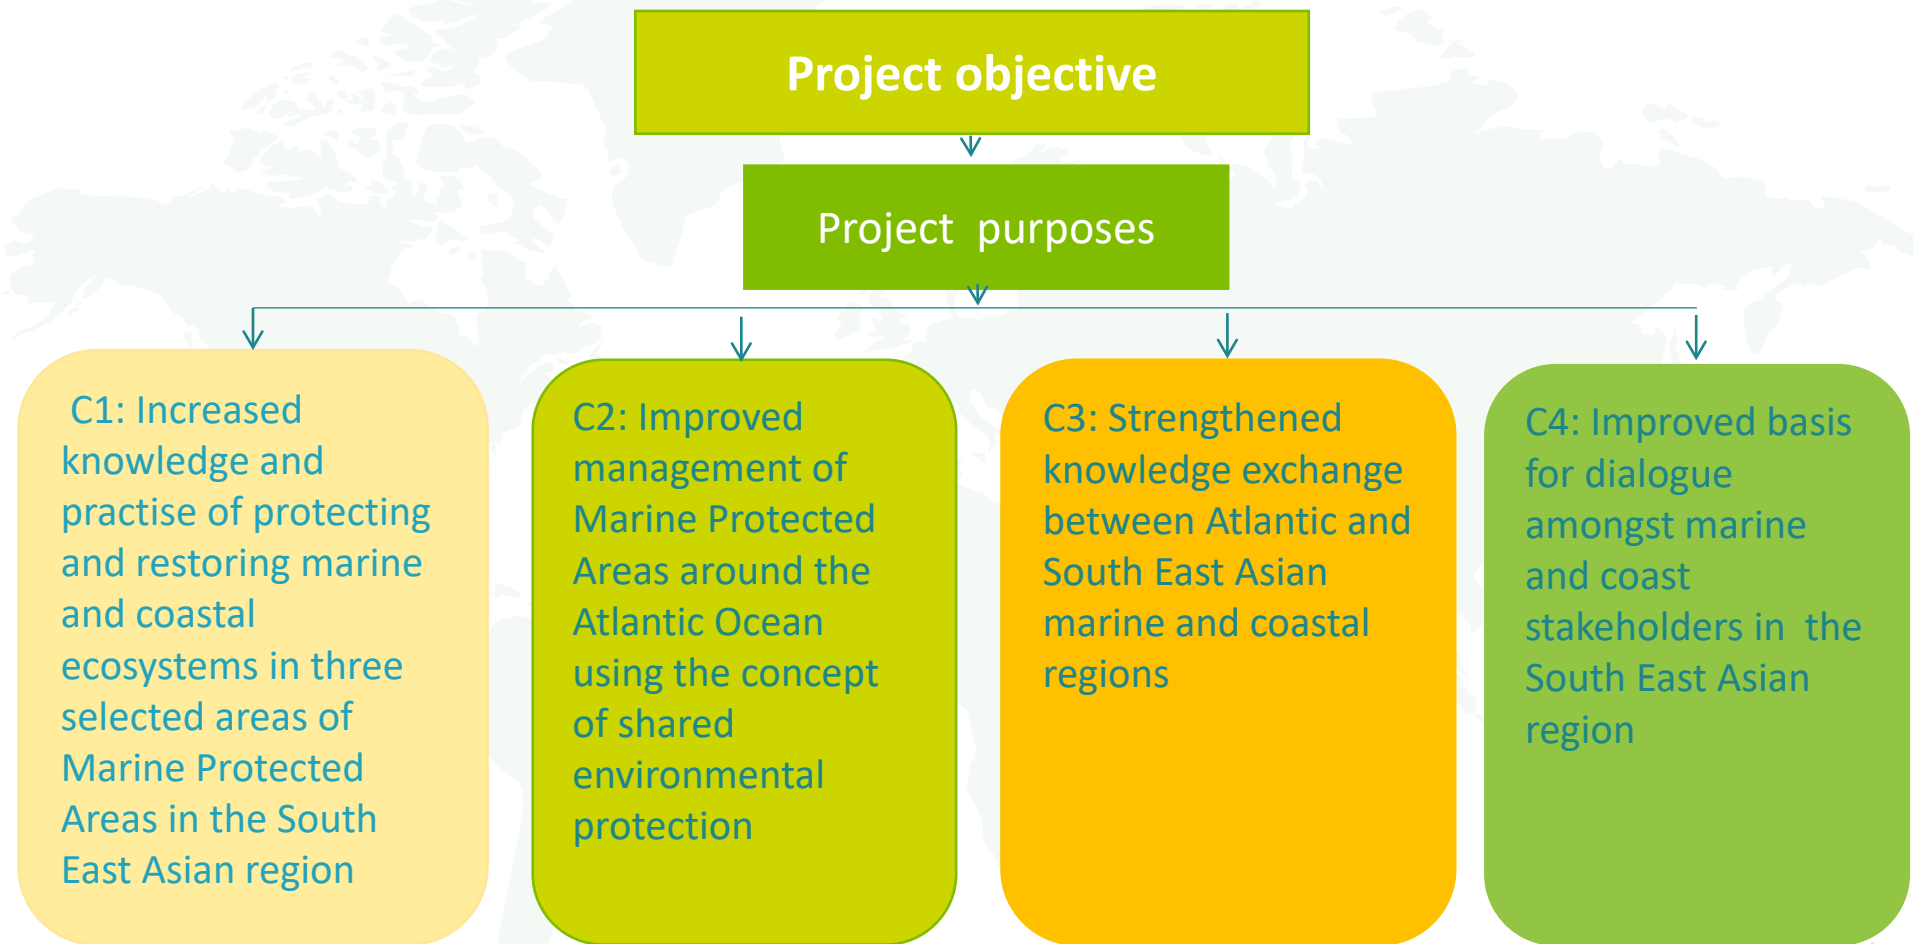 Project objective
Project  purposes
C1: Increased
knowledge and
practise of protecting
and restoring marine
and coastal
ecosystems in three
selected areas of
Marine Protected
Areas in the South
East Asian region
C2: Improved
management of
Marine Protected
Areas around the
Atlantic Ocean
using the concept
of shared
environmental
protection
C3: Strengthened
knowledge exchange
between Atlantic and
South East Asian
marine and coastal
regions
C4: Improved basis
for dialogue
amongst marine
and coast
stakeholders in  the
South East Asian
region